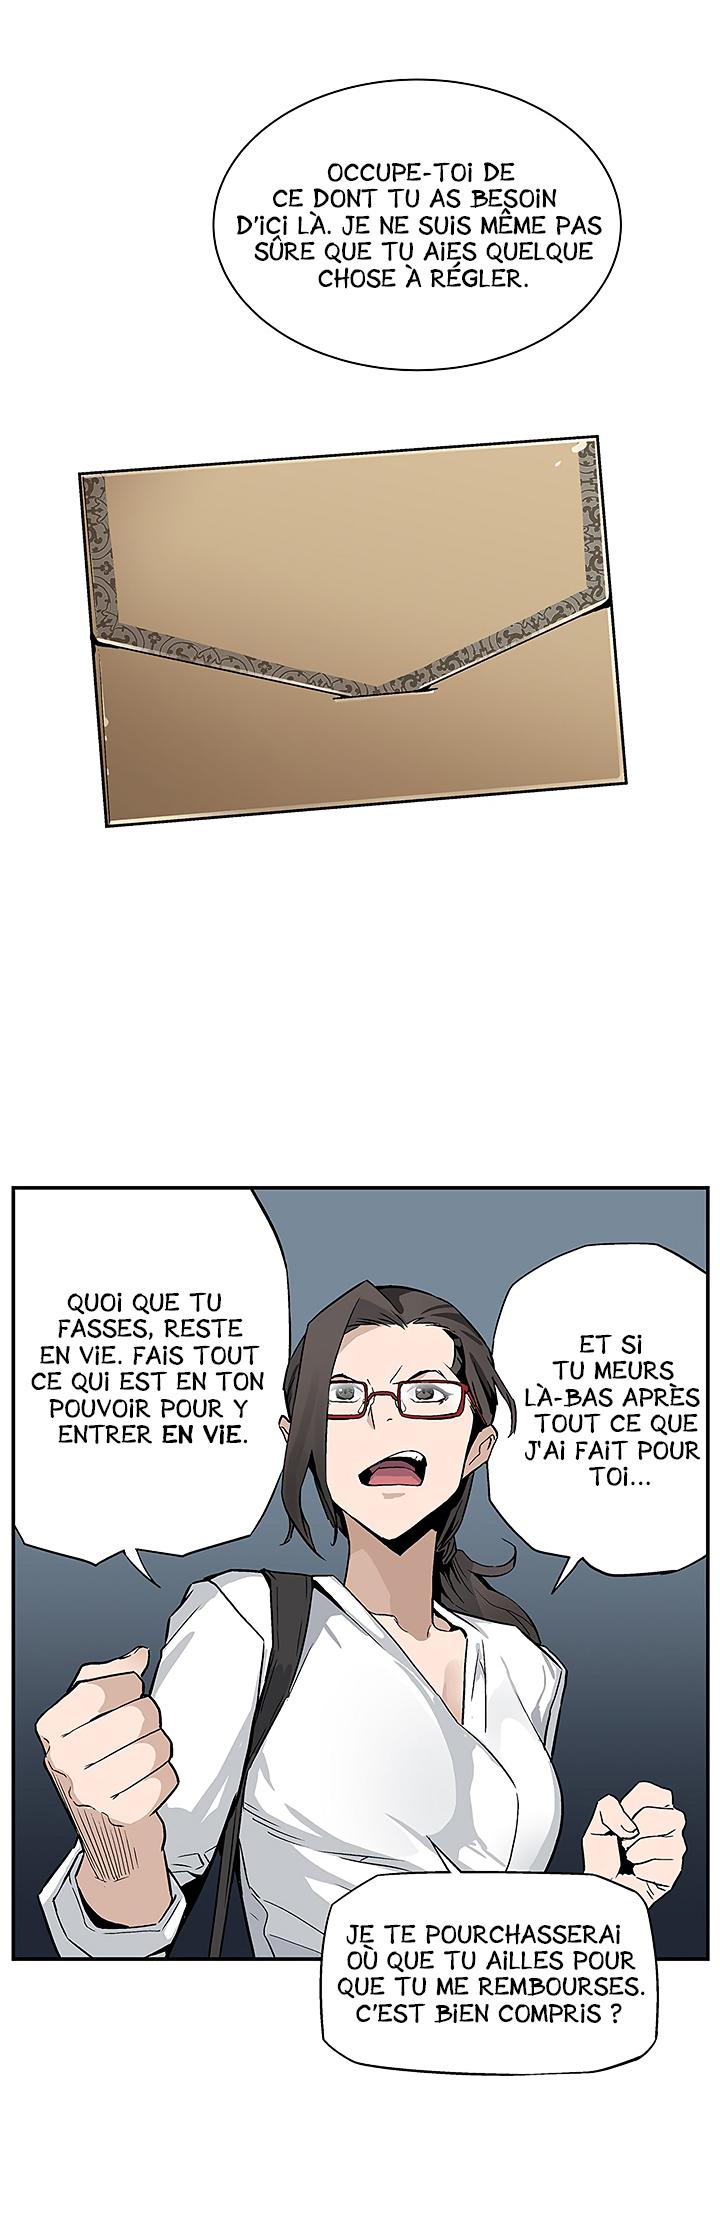 OCCUPE-TOI DE
CE DONT TU AS BESOIN
D'ICI LÀ. JE NE SUIS MÊME PAS
SÛRE QUE TU AIES QUELQUE
CHOSE À RÉGLER.
QUOI QUE TU
FASSES, RESTE
EN VIE. FAIS TOUT
CE QUI EST EN TON
POUVOIR POUR Y
ENTRER EN VIE.
ET SI
TU MEURS
LÀ-BAS APRÈS
TOUT CE QUE
J'AI FAIT POUR
TOI...
JE TE POURCHASSERAI
OÙ QUE TU AILLES POUR
QUE TU ME REMBOURSES.
C'EST BIEN COMPRIS ?